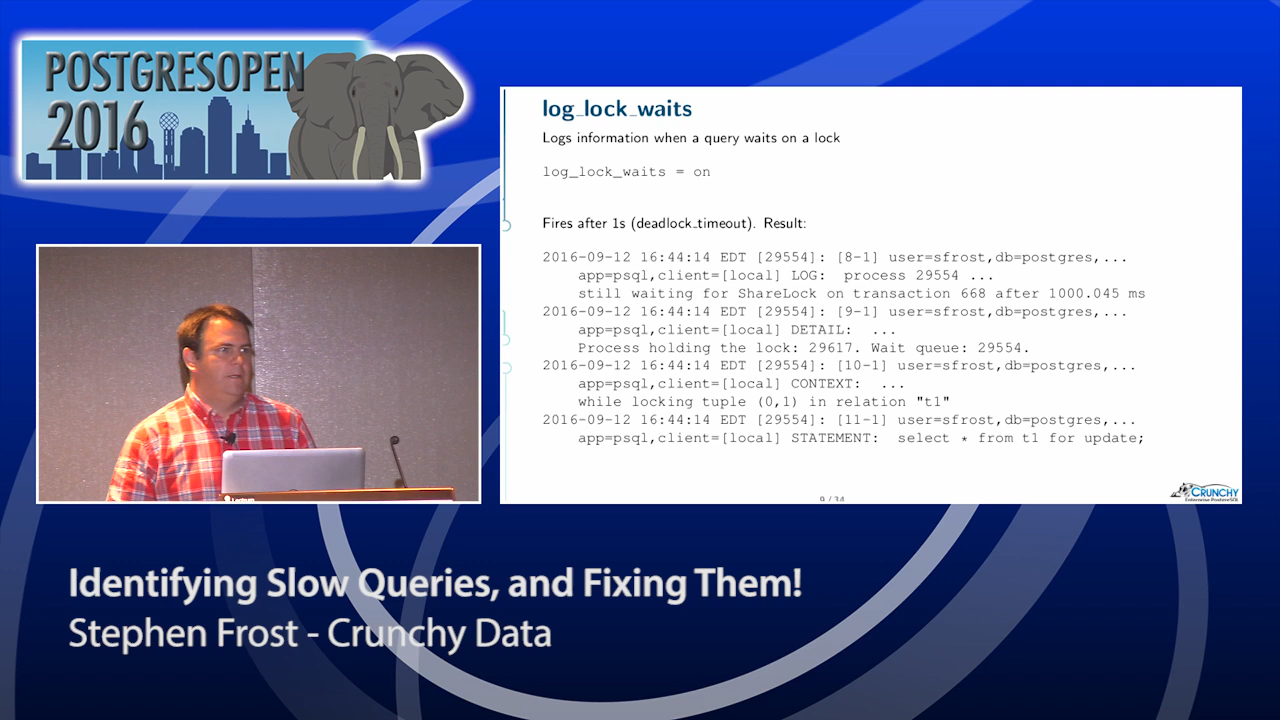 POSTGRESOPEN
2016
log_lock_waits
Logs information when a query waits on a lock
log_lock_waits = on
Fires after 1s (deadlock_timeout). Result:
2016-09-12 16:44:14 EDT [29554]: [8-1] user=sfrost,db=postgres,...
app=psql,client=[local] LOG:  process 29554 ...
still waiting for ShareLock on transaction 668 after 1000.045 ms
2016-09-12 16:44:14 EDT [29554]: [9-1] user=sfrost,db=postgres,...
app=psql,client=[local] DETAIL:  ...
Process holding the lock: 29617. Wait queue: 29554.
2016-09-12 16:44:14 EDT [29554]: [10-1] user=sfrost,db=postgres,...
app=psql,client=[local] CONTEXT:  ...
while locking tuple (0,1) in relation "t1"
2016-09-12 16:44:14 EDT [29554]: [11-1] user=sfrost,db=postgres,...
app=psql,client=[local] STATEMENT:  select * from t1 for update;
9 / 34
CRUNCHY
Enterprise PostgreSQL
Identifying Slow Queries, and Fixing Them!
Stephen Frost - Crunchy Data